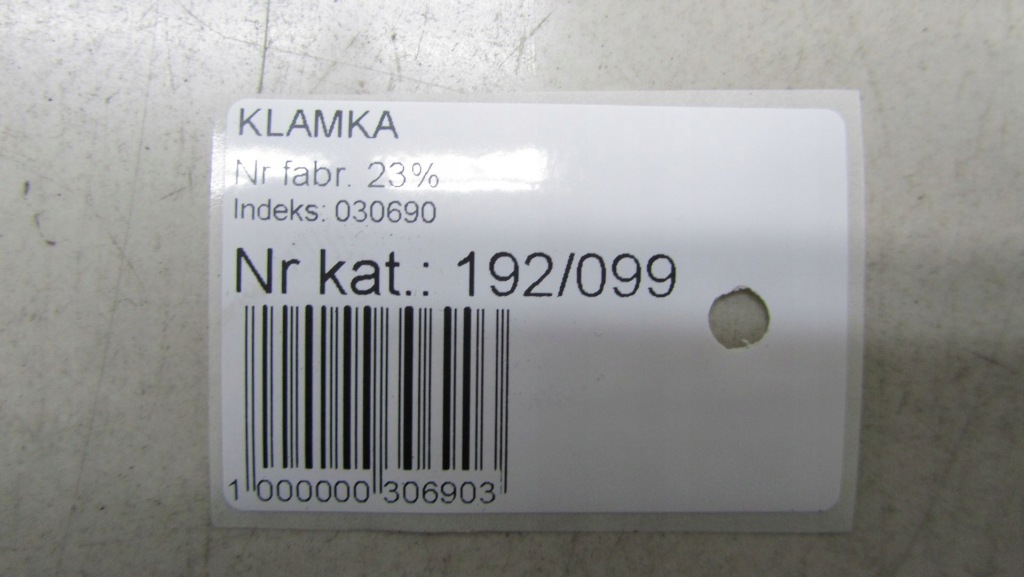 KLAMKA
Nr fabr. 23%
Indeks: 030690
Nr kat.: 192/099
1 000000 306903